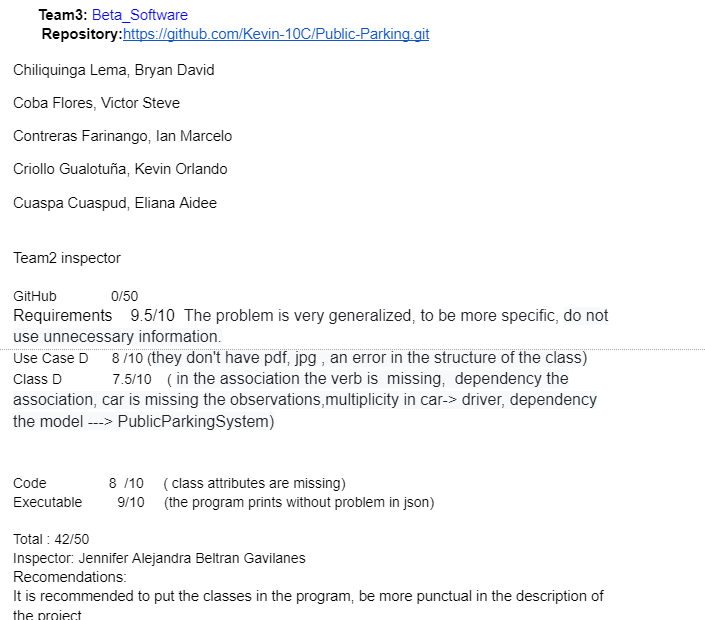 Team3: Beta_Software
Repository:https://github.com/Kevin-10C/Public-Parking.git
Chiliquinga Lema, Bryan David
Coba Flores, Victor Steve
Contreras Farinango, Ian Marcelo
Criollo Gualotuña, Kevin Orlando
Cuaspa Cuaspud, Eliana Aidee
Team2 inspector
GitHub 0/50
Requirements 9.5/10 The problem is very generalized, to be more specific, do not
use unnecessary information.
Use Case D 8 /10 (they don't have pdf, jpg , an error in the structure of the class)
Class D 7.5/10 ( in the association the verb is missing, dependency the
association, car is missing the observations,multiplicity in car-> driver, dependency
the model ---> PublicParkingSystem)
Code 8 /10 ( class attributes are missing)
Executable 9/10 (the program prints without problem in json)
Total : 42/50
Inspector: Jennifer Alejandra Beltran Gavilanes
Recomendations:
It is recommended to put the classes in the program, be more punctual in the description of
the project